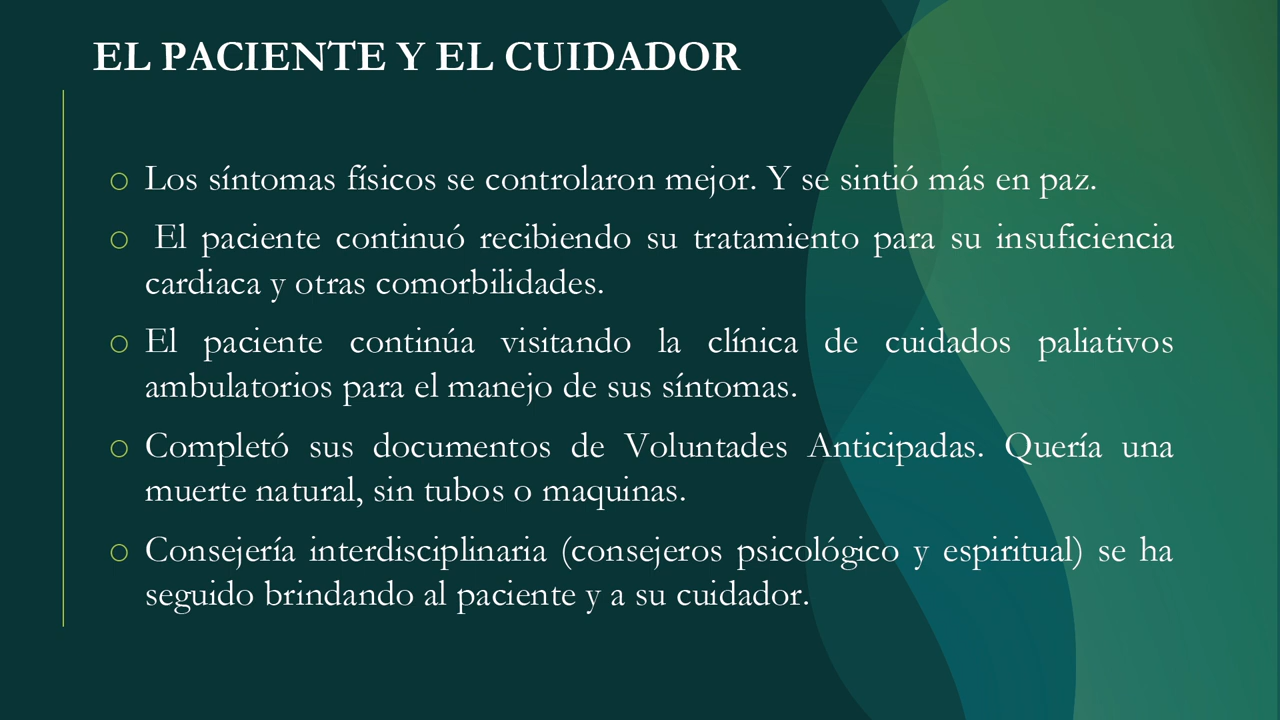 EL PACIENTE Y EL CUIDADOR
o Los síntomas físicos se controlaron mejor. Y se sintió más en paz.
o El paciente continuó recibiendo su tratamiento para su insuficiencia
cardiaca y otras comorbilidades.
o El paciente continúa visitando la clínica de cuidados paliativos
ambulatorios para el manejo de sus síntomas.
o Completó sus documentos de Voluntades Anticipadas. Quería una
muerte natural, sin tubos o maquinas.
o Consejería interdisciplinaria (consejeros psicológico y espiritual) se ha
seguido brindando al paciente y a su cuidador.